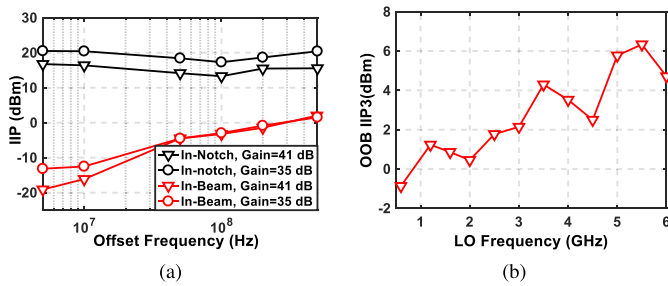 30
20
10
0
-10
-20
IIP (dBm)
In-Notch, Gain=41 dB
In-notch, Gain=35 dB
In-Beam, Gain=41 dB
In-Beam, Gain=35 dB
10^7
10^8
Offset Frequency (Hz)
(a)
8
6
4
2
0
-2
OOB IIP3(dBm)
1 2 3 4 5 6
LO Frequency (GHz)
(b)